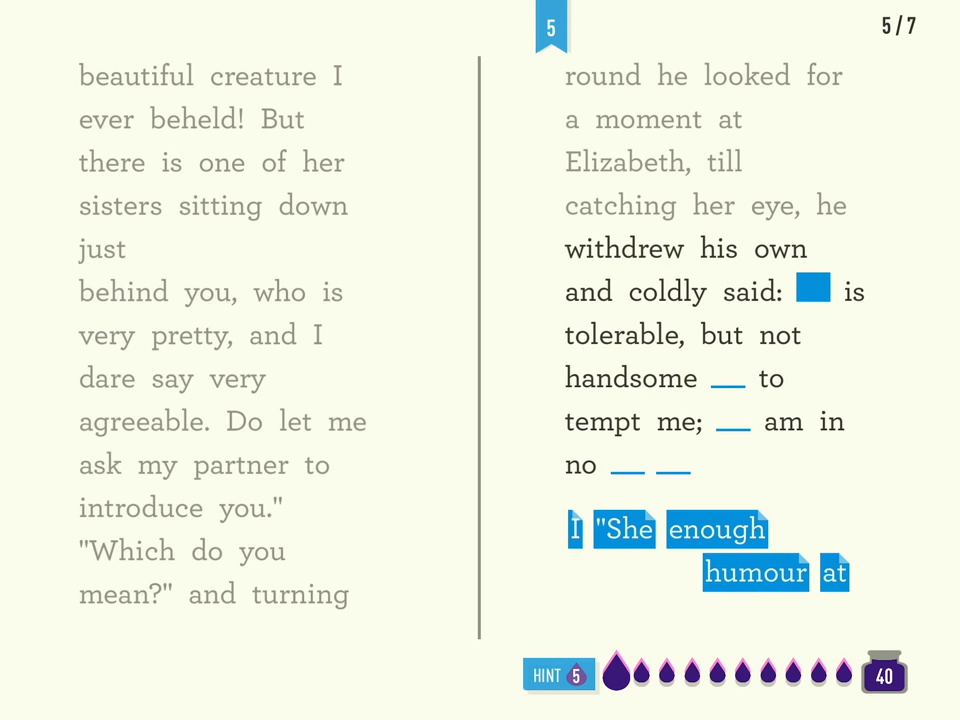 5
5 / 7
beautiful creature I
ever beheld! But
there is one of her
sisters sitting down
just
behind you, who is
very pretty, and I
dare say very
agreeable. Do let me
ask my partner to
introduce you."
"Which do you
mean?" and turning
round he looked for
a moment at
Elizabeth, till
catching her eye, he
withdrew his own
and coldly said: is
tolerable, but not
handsome __ to
tempt me; __ am in
no __ __
I "She enough
humour at
HINT 5
40